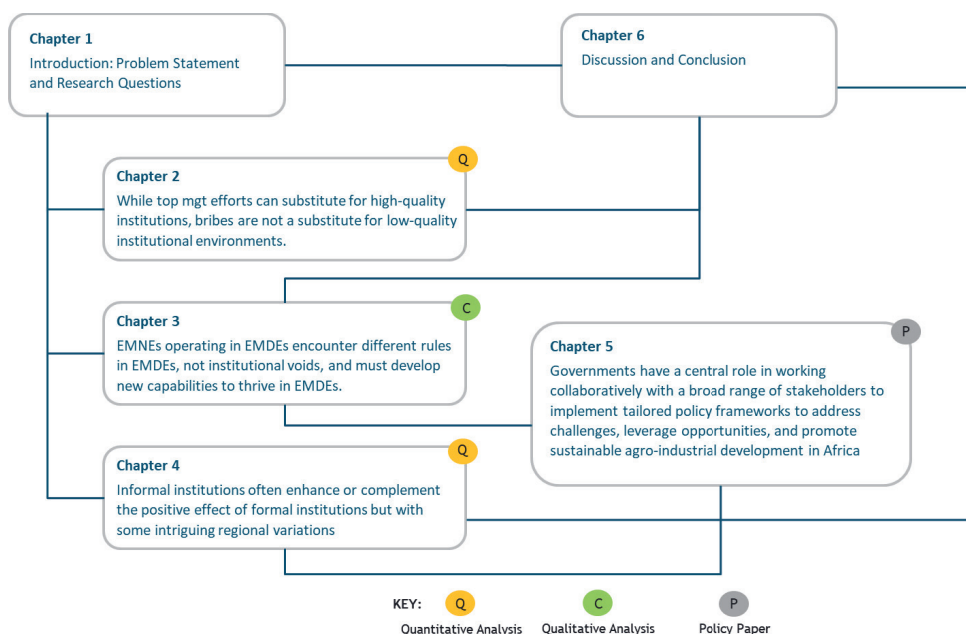 Chapter 1
Introduction: Problem Statement
and Research Questions
Chapter 6
Discussion and Conclusion
Q
Chapter 2
While top mgt efforts can substitute for high-quality
institutions, bribes are not a substitute for low-quality
institutional environments.
C
Chapter 3
EMNEs operating in EMDEs encounter different rules
in EMDEs, not institutional voids, and must develop
new capabilities to thrive in EMDEs.
P
Chapter 5
Governments have a central role in working
collaboratively with a broad range of stakeholders to
implement tailored policy frameworks to address
challenges, leverage opportunities, and promote
sustainable agro-industrial development in Africa
Q
Chapter 4
Informal institutions often enhance or complement
the positive effect of formal institutions but with
some intriguing regional variations
KEY: Q C P
Quantitative Analysis Qualitative Analysis Policy Paper